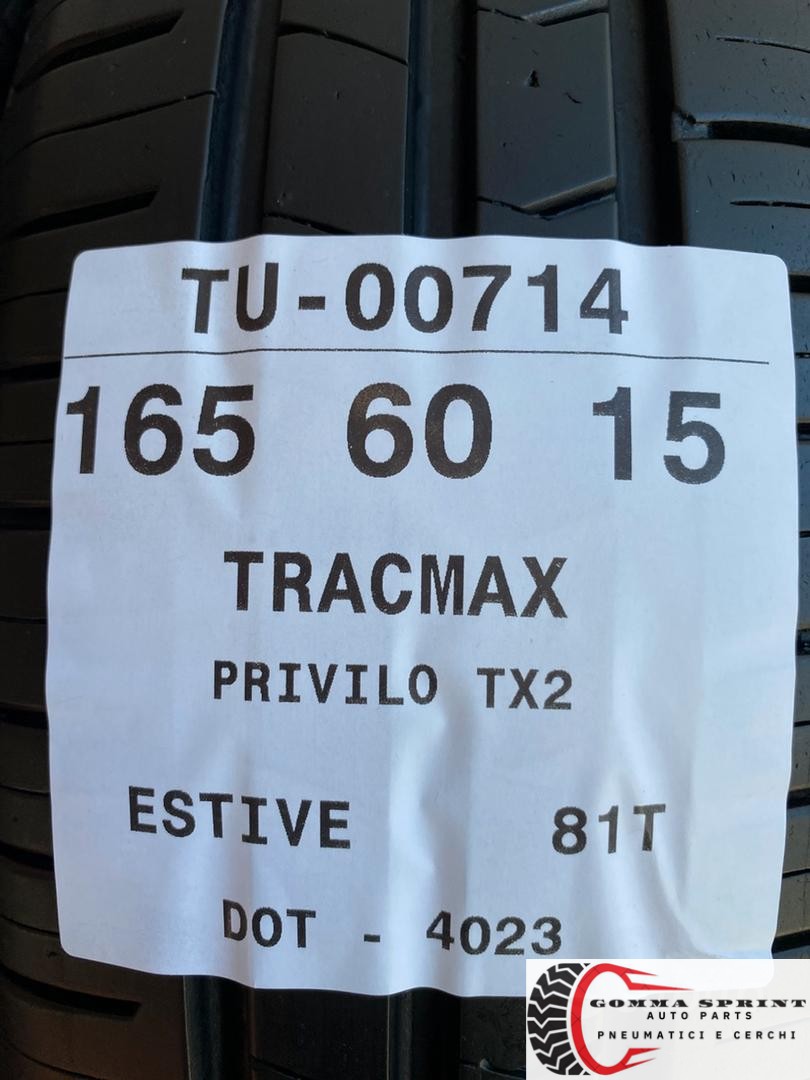 TU-00714
165 60 15
TRACMAX
PRIVILO TX2
ESTIVE 81T
DOT - 4023
GOMMA SPRINT
AUTO PARTS
PNEUMATICI E CERCHI